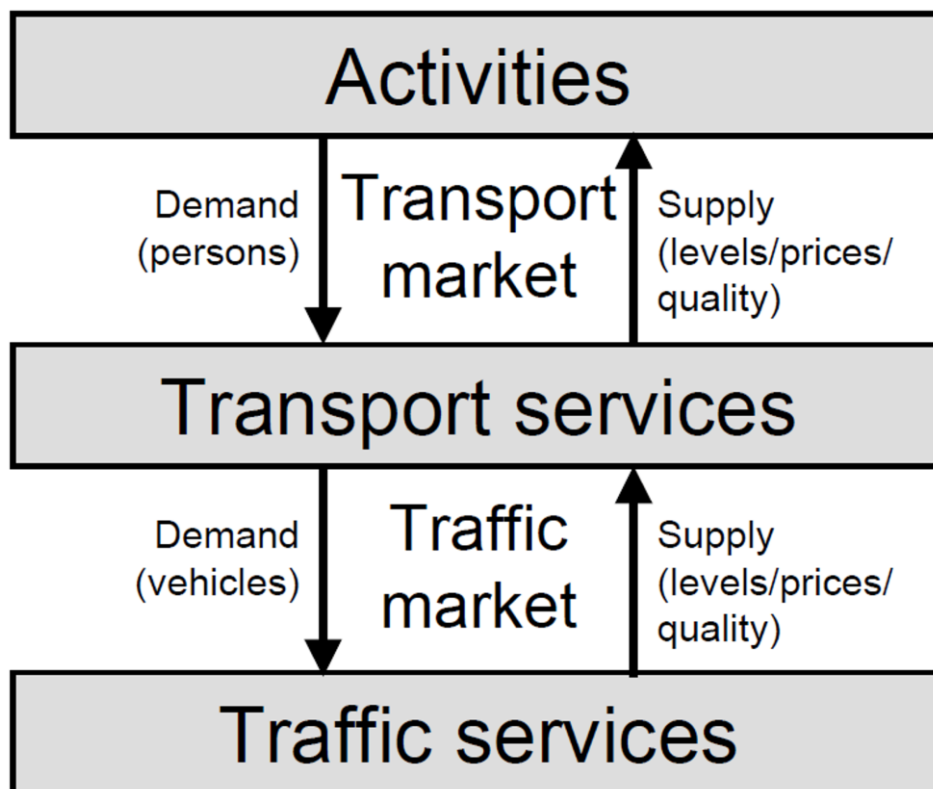 Activities
Demand
(persons)
Transport
market
Supply
(levels/prices/
quality)
Transport services
Demand
(vehicles)
Traffic
market
Supply
(levels/prices/
quality)
Traffic services